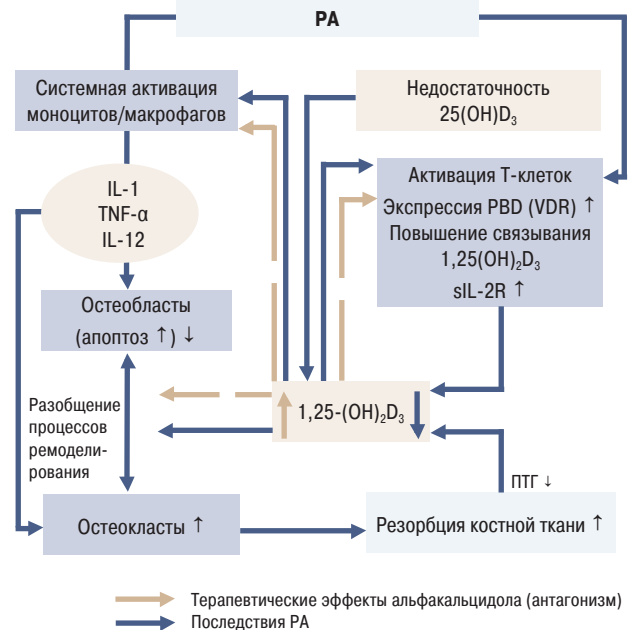 РА
Системная активация
моноцитов/макрофагов
Недостаточность
25(OH)D₃
IL-1
TNF-α
IL-12
Активация Т-клеток
Экспрессия PBD (VDR) ↑
Повышение связывания
1,25(OH)₂D₃
sIL-2R ↑
Остеобласты
(апоптоз ↑) ↓
1,25-(OH)₂D₃
Разобщение
процессов
ремодели-
рования
ПТГ ↓
Остеокласты ↑
Резорбция костной ткани ↑
Терапевтические эффекты альфакальцидола (антагонизм)
Последствия РА